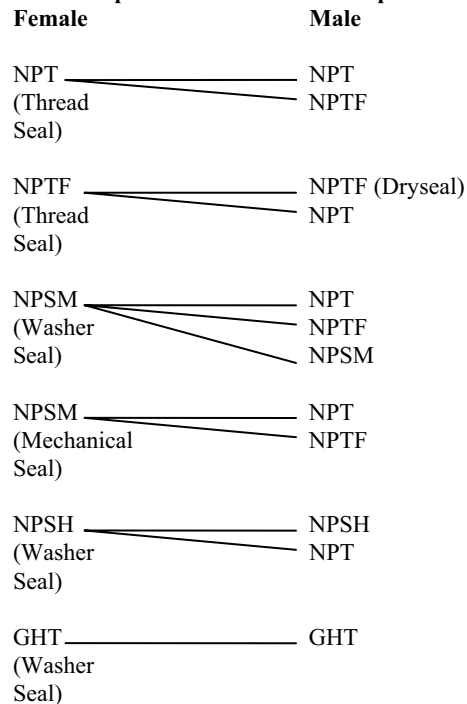 Female Male
NPT NPT
(Thread NPTF
Seal)
NPTF NPTF (Dryseal)
(Thread NPT
Seal)
NPSM NPT
(Washer NPTF
Seal) NPSM
NPSM NPT
(Mechanical NPTF
Seal)
NPSH NPSH
(Washer NPT
Seal)
GHT GHT
(Washer
Seal)